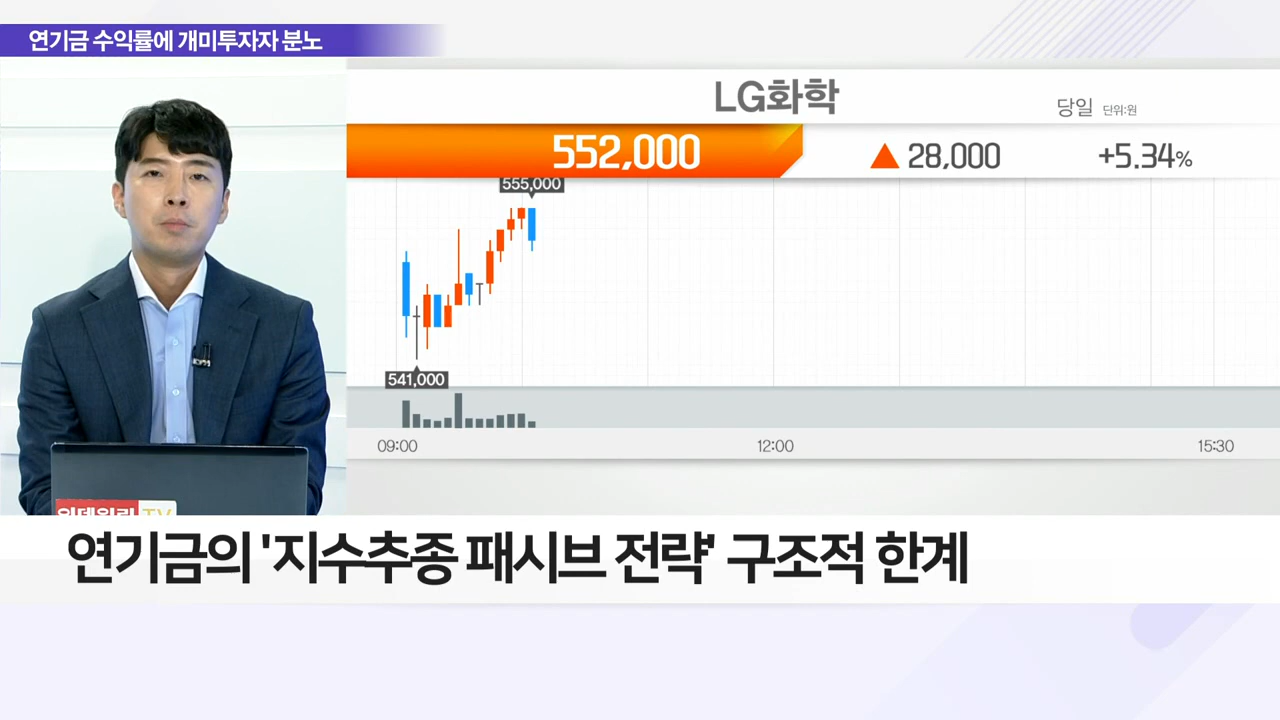 연기금 수익률에 개미투자자 분노
LG화학
당일 단위:원
552,000 ▲ 28,000 +5.34%
555,000
541,000
09:00 12:00 15:30
TV
연기금의 '지수추종 패시브 전략' 구조적 한계